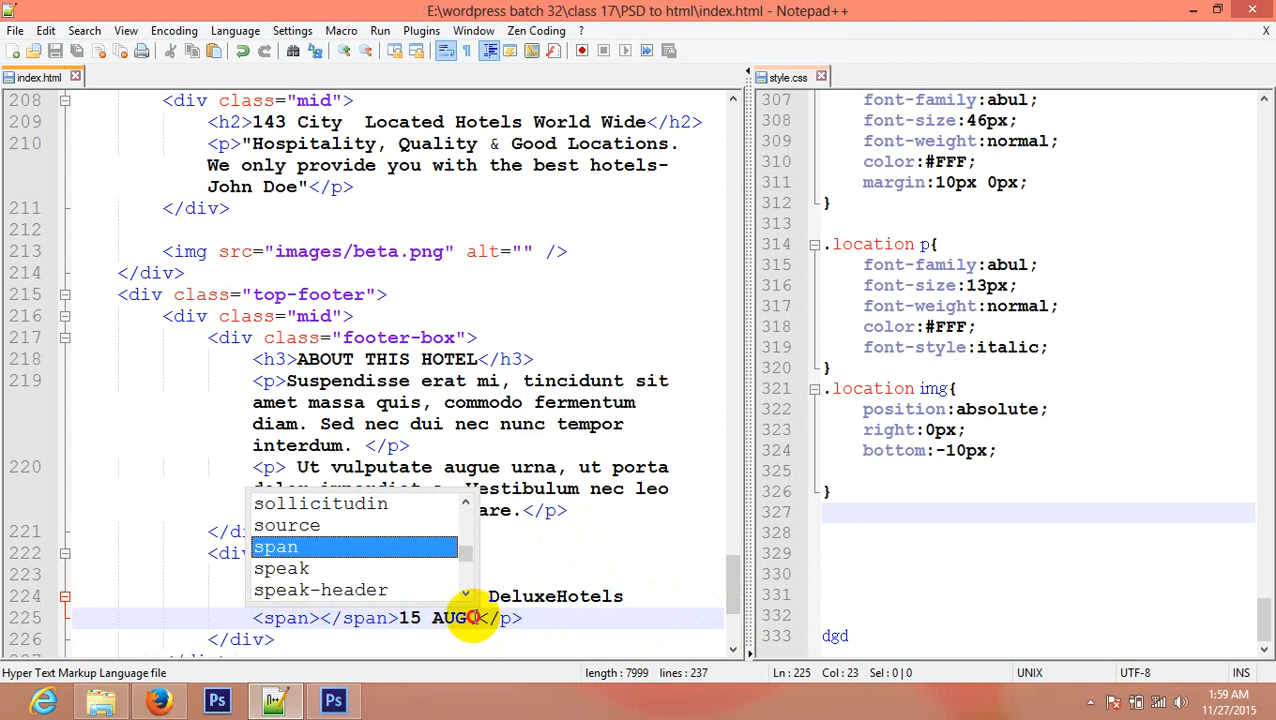 E:\wordpress batch 32\class 17\PSD to html\index.html - Notepad++
File Edit Search View Encoding Language Settings Macro Run Plugins Window Zen Coding ? X
index.html
style.css
208 <div class="mid">
209 <h2>143 City  Located Hotels World Wide</h2>
210 <p>"Hospitality, Quality & Good Locations.
We only provide you with the best hotels-
John Doe"</p>
211 </div>
212
213 <img src="images/beta.png" alt="" />
214 </div>
215 <div class="top-footer">
216 <div class="mid">
217 <div class="footer-box">
218 <h3>ABOUT THIS HOTEL</h3>
219 <p>Suspendisse erat mi, tincidunt sit
amet massa quis, commodo fermentum
diam. Sed dui nec nunc tempor
interdum. </p>
220 <p> Ut vulputate augue urna, ut porta
Vestibulum nec leo
are.</p>
221 </di
222 <div
223
224 DeluxeHotels
225 <span></span>15 AUG </p>
226 </div>
sollicitudin
source
span
speak
speak-header
307 font-family:abul;
308 font-size:46px;
309 font-weight:normal;
310 color:#FFF;
311 margin:10px 0px;
312 }
313
314 .location p{
315 font-family:abul;
316 font-size:13px;
317 font-weight:normal;
318 color:#FFF;
319 font-style:italic;
320 }
321 .location img{
322 position:absolute;
323 right:0px;
324 bottom:-10px;
325
326 }
327
328
329
330
331
332
333 dgd
Hyper Text Markup Language file length : 7999 lines : 237 Ln : 225 Col : 23 Sel : 0 | 0 UNIX UTF-8 INS
Ps Ps
1:59 AM
11/27/2015